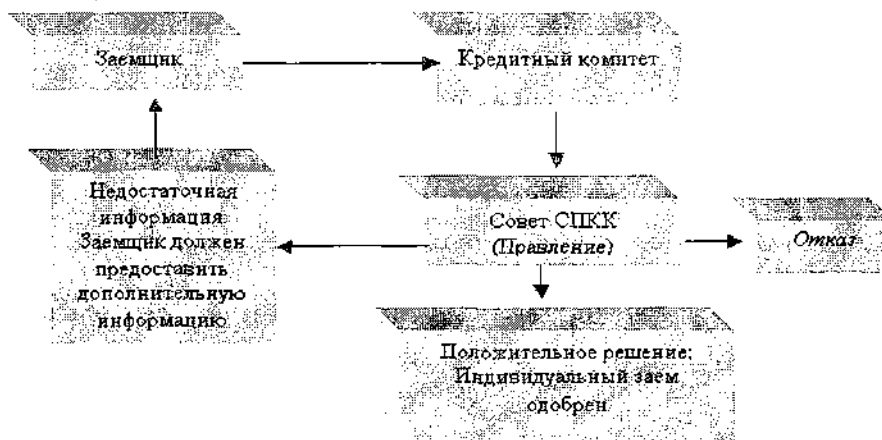 Заемщик
Кредитный комитет
Недостаточная
информация
Заемщик должен
предоставить
дополнительную
информацию
Совет СПКК
(Правление)
Отказ
Положительное решение;
Индивидуальный заем
одобрен